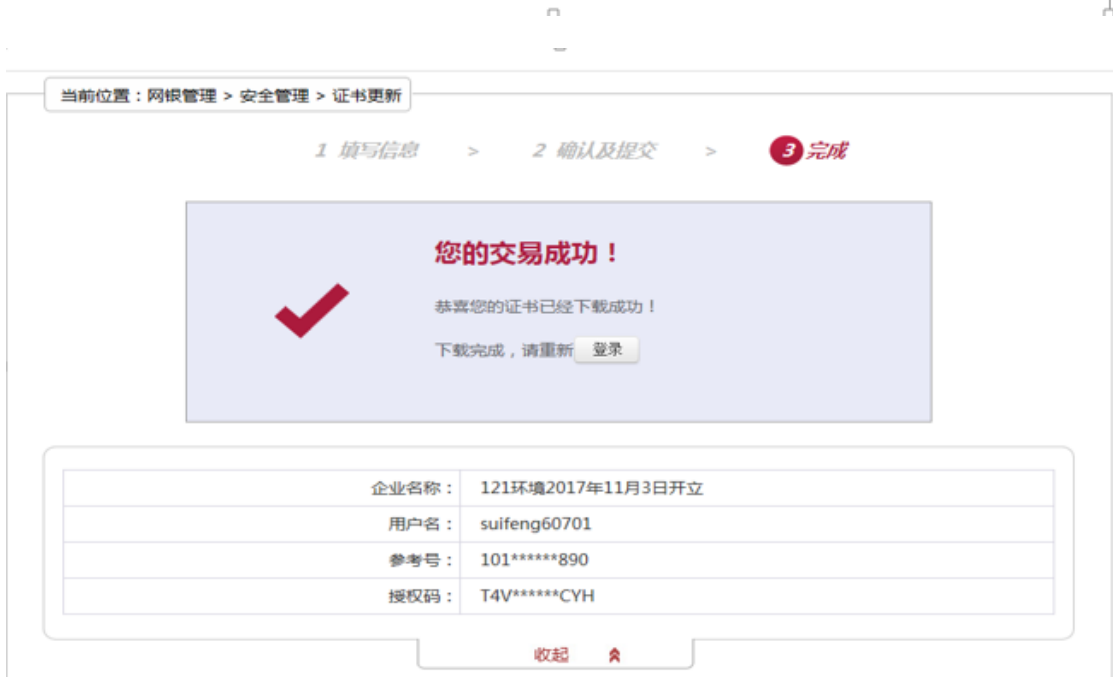 当前位置：网银管理 > 安全管理 > 证书更新
1 填写信息 > 2 确认及提交 > 3 完成
您的交易成功！
恭喜您的证书已经下载成功！
下载完成，请重新 登录
企业名称： 121环境2017年11月3日开立
用户名： suifeng60701
参考号： 101******890
授权码： T4V******CYH
收起